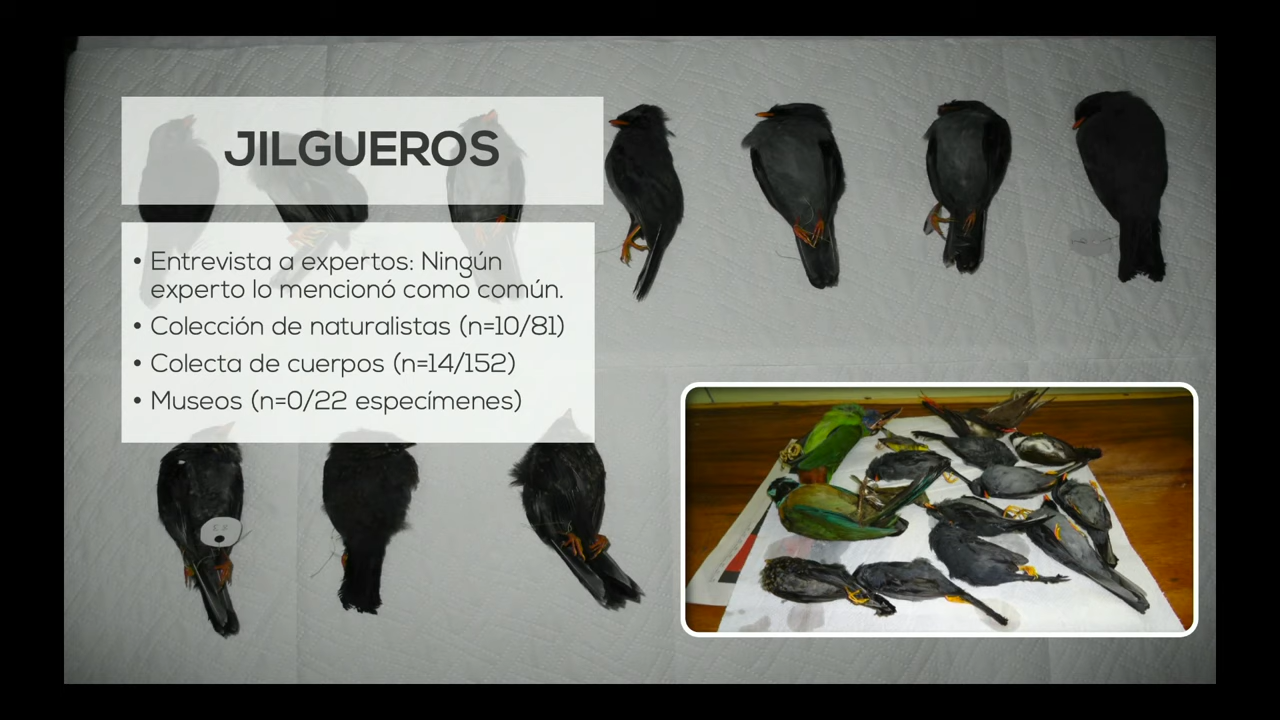 JILGUEROS
• Entrevista a expertos: Ningún
experto lo mencionó como común.
• Colección de naturalistas (n=10/81)
• Colecta de cuerpos (n=14/152)
• Museos (n=0/22 especímenes)